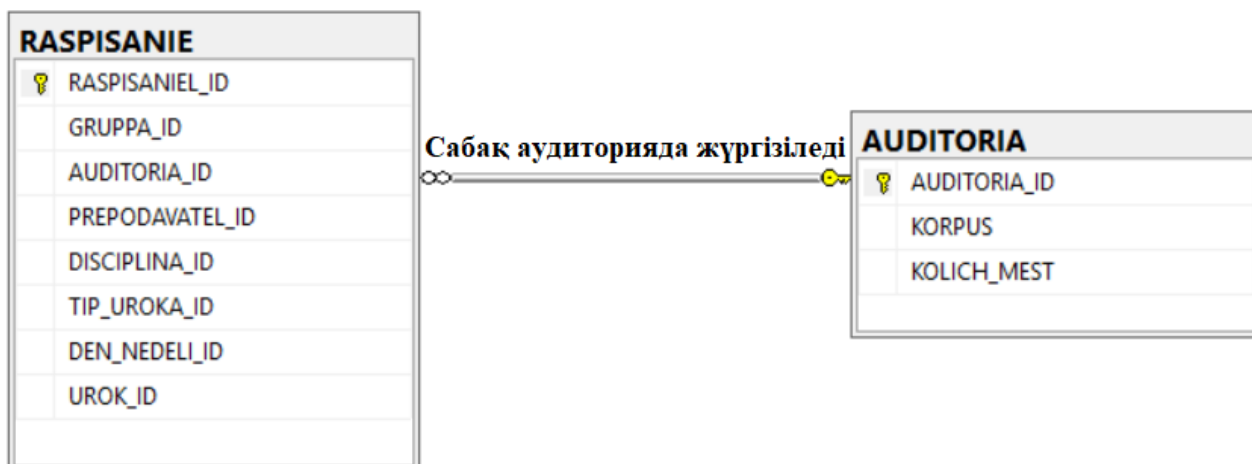 RASPISANIE
RASPISANIEL_ID
GRUPPA_ID
AUDITORIA_ID
PREPODAVATEL_ID
DISCIPLINA_ID
TIP_UROKA_ID
DEN_NEDELI_ID
UROK_ID
Сабақ аудиторияда жүргізіледі
AUDITORIA
AUDITORIA_ID
KORPUS
KOLICH_MEST